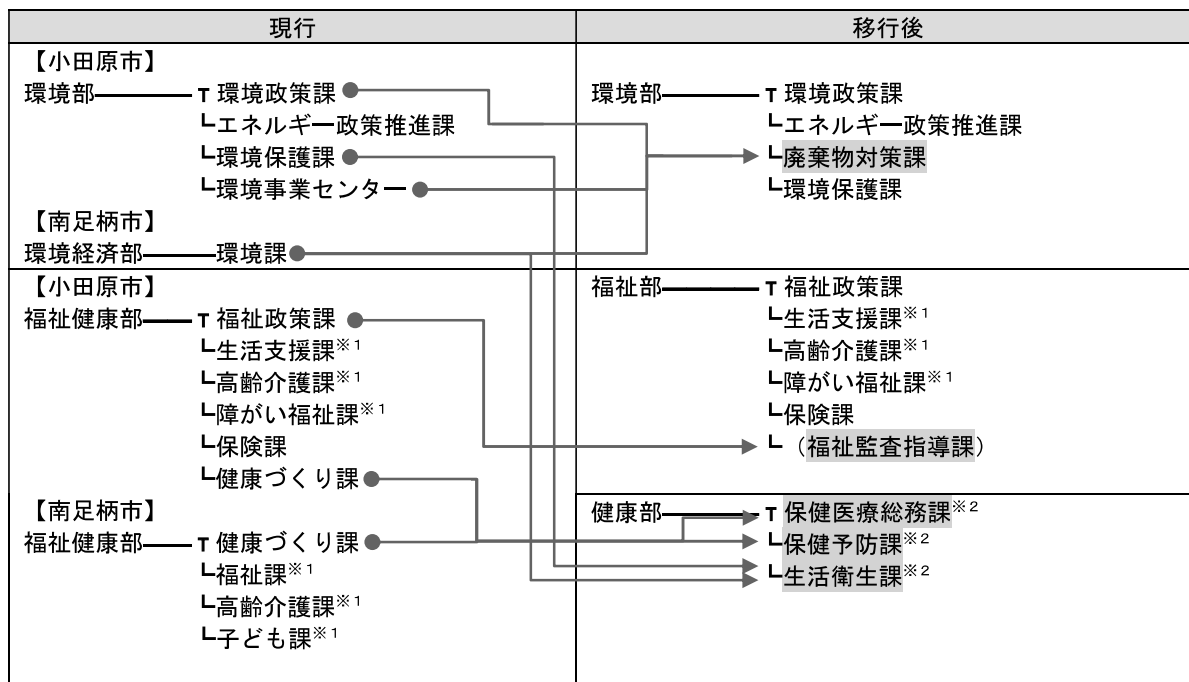 現行
【小田原市】
環境部 環境政策課
エネルギー政策推進課
環境保護課
環境事業センター
【南足柄市】
環境経済部 環境課
【小田原市】
福祉健康部 福祉政策課
生活支援課※1
高齢介護課※1
障がい福祉課※1
保険課
健康づくり課
【南足柄市】
福祉健康部 健康づくり課
福祉課※1
高齢介護課※1
子ども課※1
移行後
環境部 環境政策課
エネルギー政策推進課
廃棄物対策課
環境保護課
福祉部 福祉政策課
生活支援課※1
高齢介護課※1
障がい福祉課※1
保険課
（福祉監査指導課）
健康部 保健医療総務課※2
保健予防課※2
生活衛生課※2